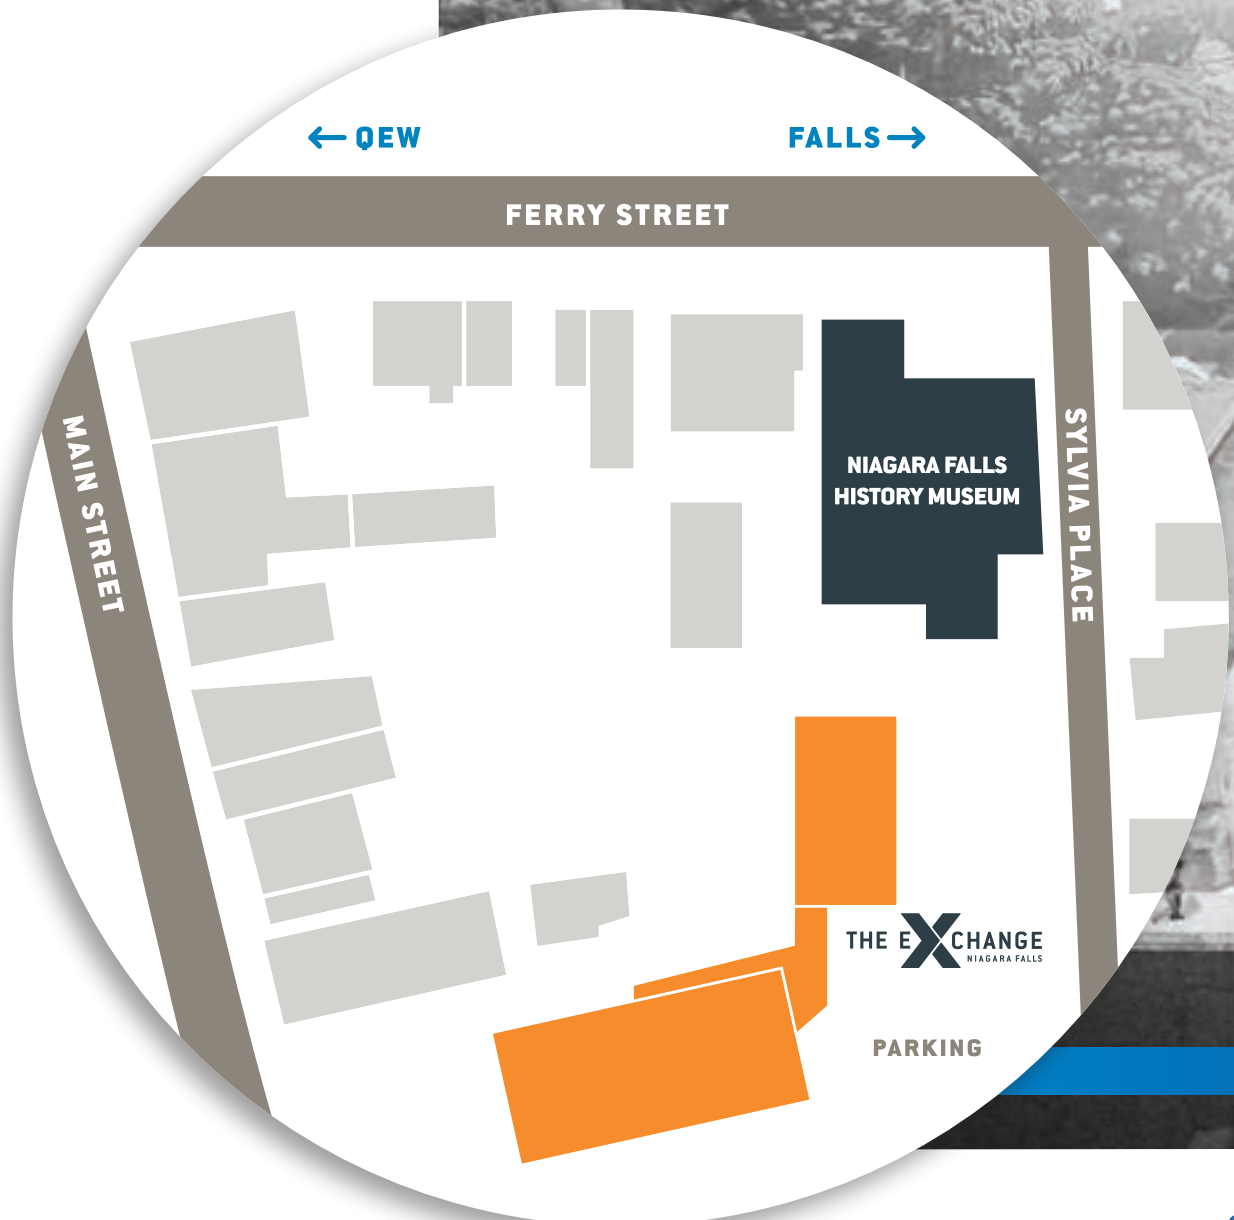 ← QEW
FALLS →
FERRY STREET
MAIN STREET
NIAGARA FALLS
HISTORY MUSEUM
SYLVIA PLACE
THE EXCHANGE
NIAGARA FALLS
PARKING